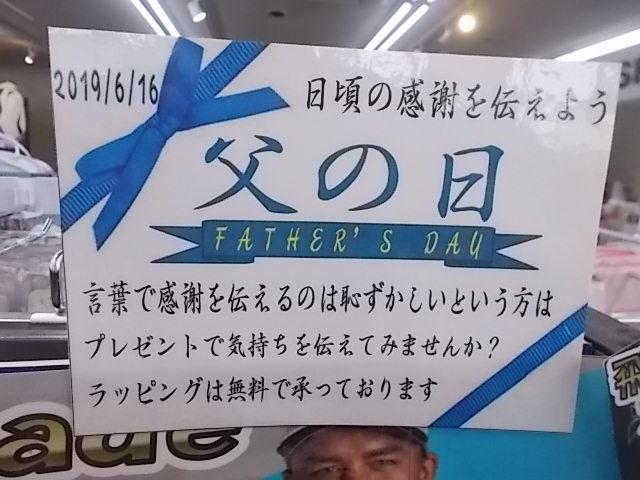 2019/6/16
日頃の感謝を伝えよう
父の日
FATHER'S DAY
言葉で感謝を伝えるのは恥ずかしいという方は
プレゼントで気持ちを伝えてみませんか?
ラッピングは無料で承っております
ade